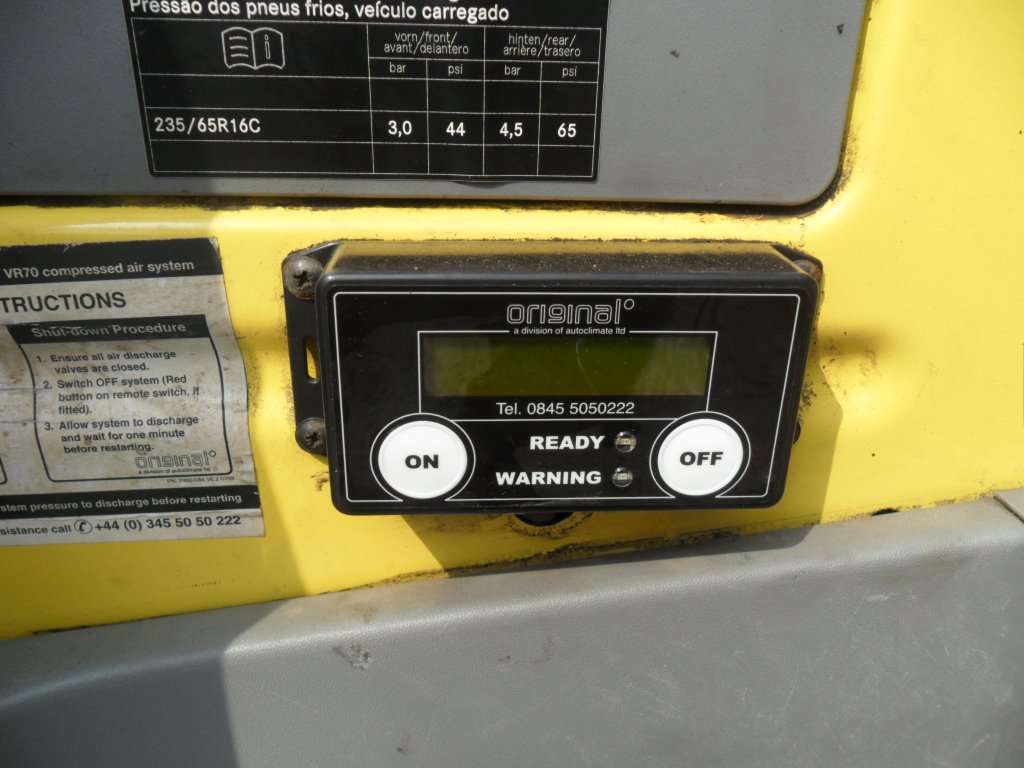 Pressão dos pneus frios, veículo carregado
vorn/front/ hinten/rear/
avant/delantero arrière/trasero
bar psi bar psi
235/65R16C 3,0 44 4,5 65
VR70 compressed air system
TRUCTIONS
Shut-down Procedure
1. Ensure all air discharge
valves are closed.
2. Switch OFF system (Red
button on remote switch, if
fitted).
3. Allow system to discharge
and wait for one minute
before restarting.
original
a division of autoclimate ltd
stem pressure to discharge before restarting
sistance call +44 (0) 345 50 50 222
original
a division of autoclimate ltd
Tel. 0845 5050222
READY
WARNING
ON
OFF